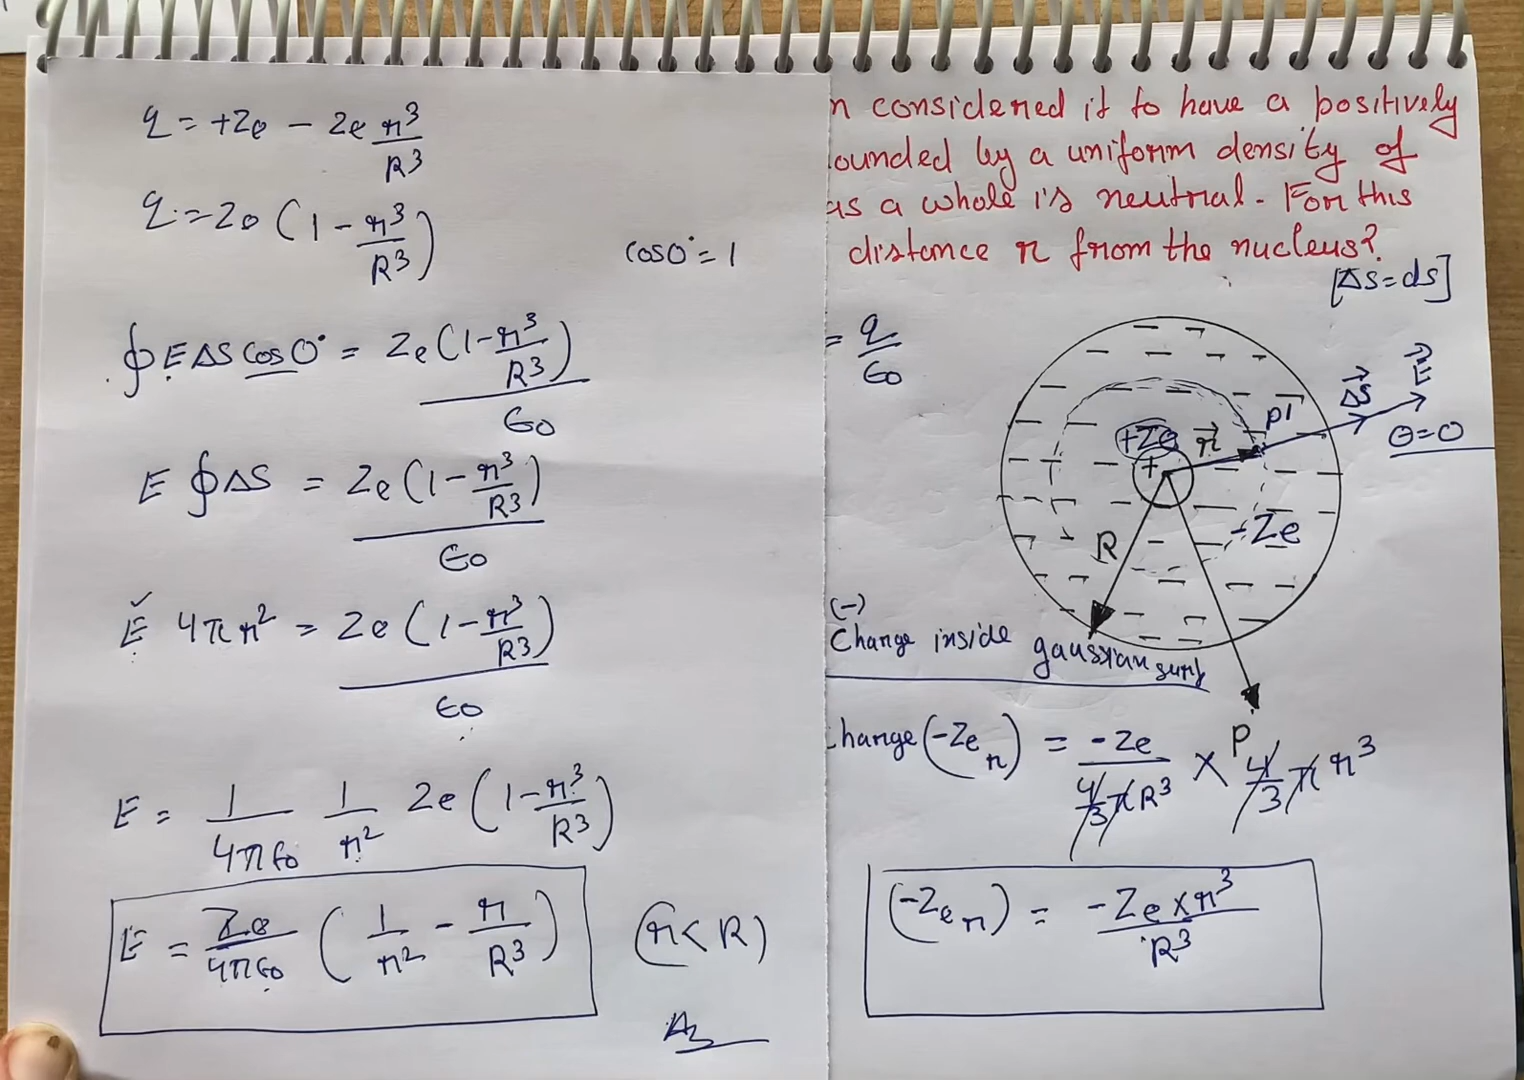 q = +Ze - Ze r³/R³
q = Ze (1 - r³/R³)
cos0° = 1
∮ E ΔS cos0° = Ze (1 - r³/R³) / ϵ0
E ∮ ΔS = Ze (1 - r³/R³) / ϵ0
E 4πr² = Ze (1 - r³/R³) / ϵ0
E = 1/4πϵ0 1/r² Ze (1 - r³/R³)
E = Ze/4πϵ0 (1/r² - r/R³)
(r < R)
n considered it to have a positively
ounded by a uniform density of
as a whole is neutral. For this
distance r from the nucleus?
[ΔS = ds]
= q/ϵ0
E⃗
ΔS⃗
P1
θ = 0
+Ze r⃗
+
R
-Ze
P
(-)
Charge inside gaussian surf
harge (-Ze r) = -Ze / 4/3 πR³ × 4/3 π r³
(-Ze r) = -Ze × r³ / R³